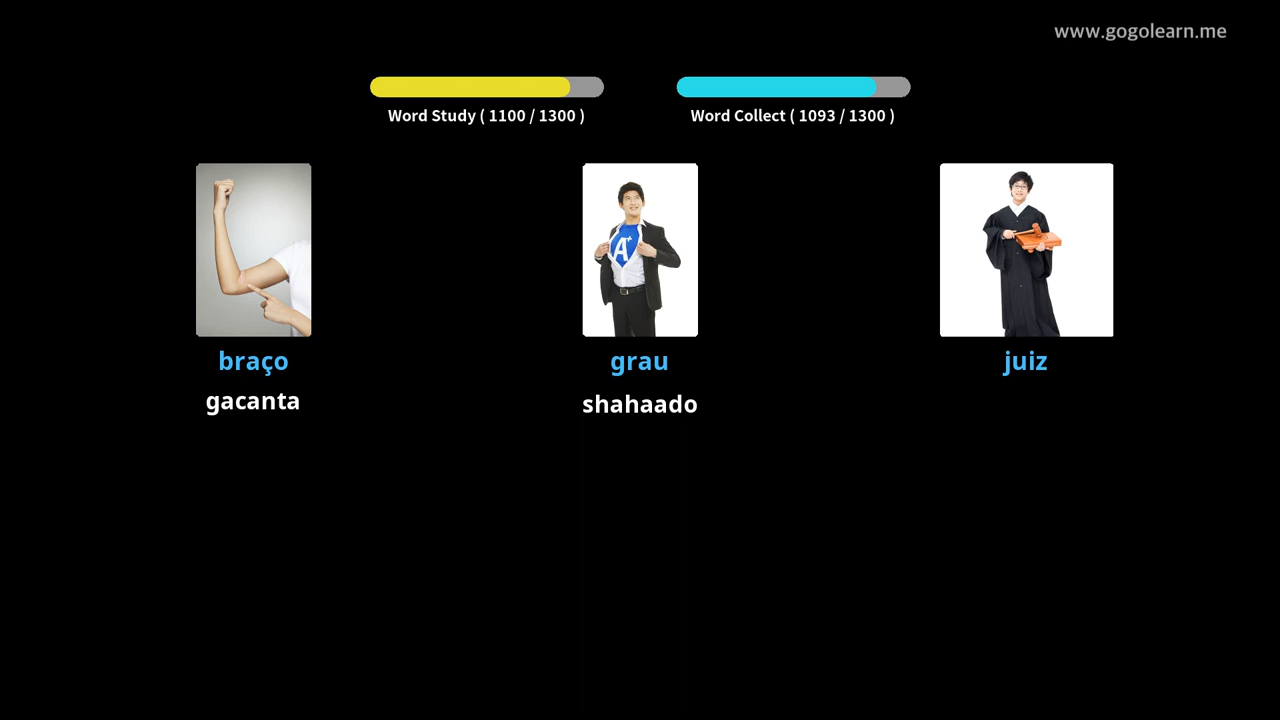 www.gogolearn.me
Word Study ( 1100 / 1300 )
Word Collect ( 1093 / 1300 )
A+
braço
grau
juiz
gacanta
shahaado